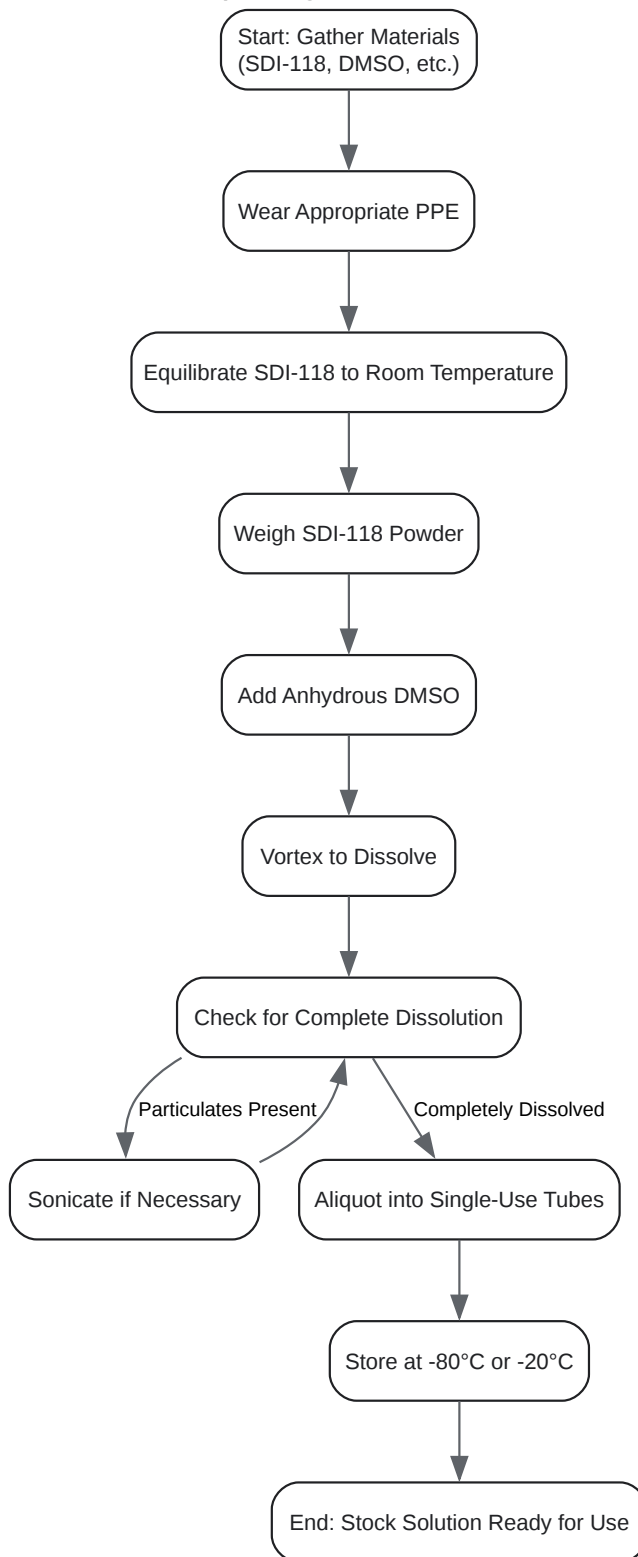 Start: Gather Materials
(SDI-118, DMSO, etc.)
Wear Appropriate PPE
Equilibrate SDI-118 to Room Temperature
Weigh SDI-118 Powder
Add Anhydrous DMSO
Vortex to Dissolve
Check for Complete Dissolution
Particulates Present
Completely Dissolved
Sonicate if Necessary
Aliquot into Single-Use Tubes
Store at -80°C or -20°C
End: Stock Solution Ready for Use